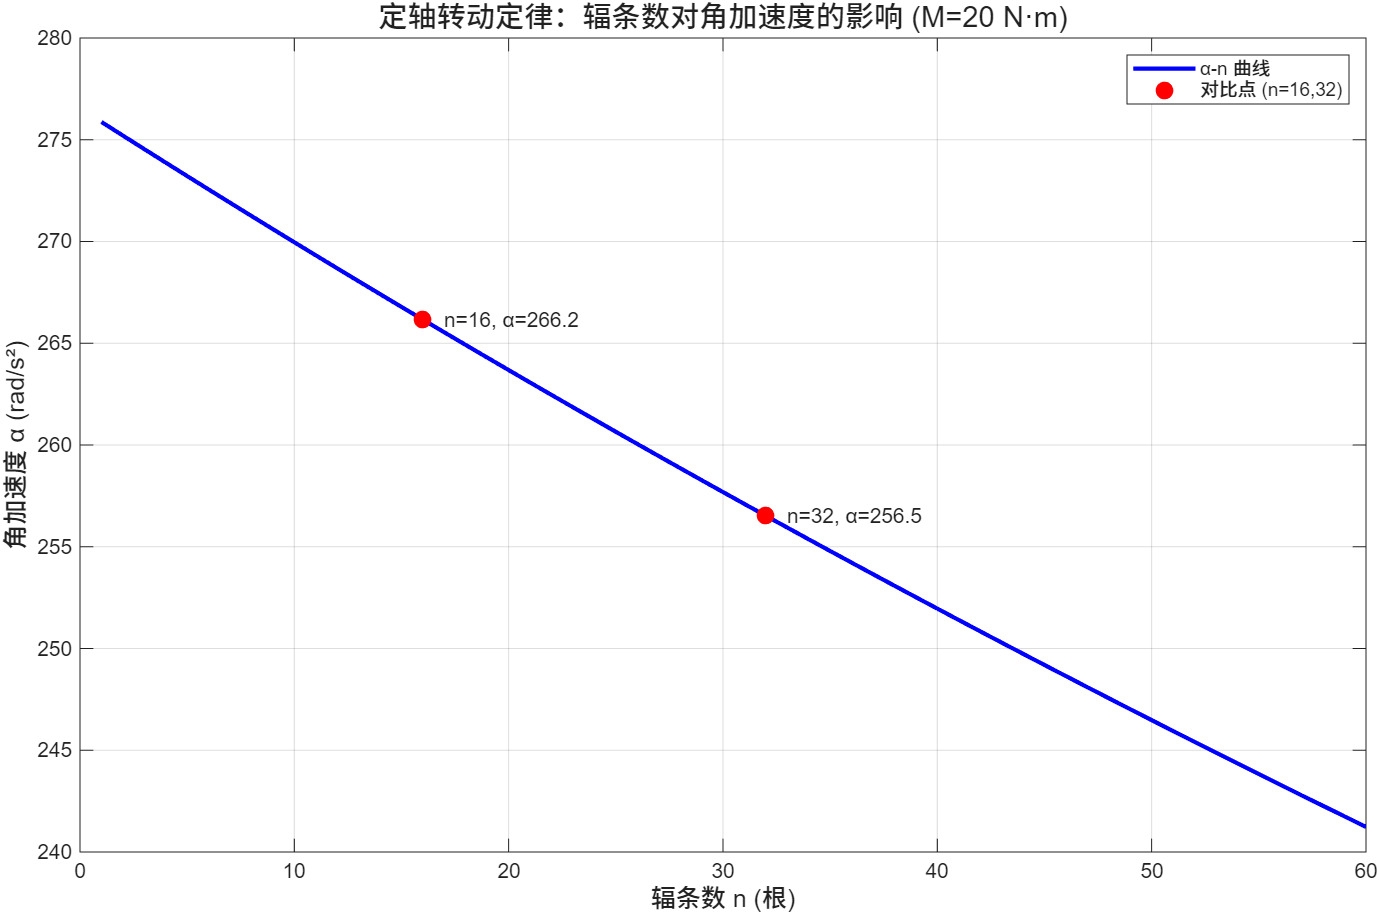 定轴转动定律：辐条数对角加速度的影响 (M=20 N·m)
280
275
270
265
260
255
250
245
240
角加速度 α (rad/s²)
α-n 曲线
对比点 (n=16,32)
n=16, α=266.2
n=32, α=256.5
0 10 20 30 40 50 60
辐条数 n (根)